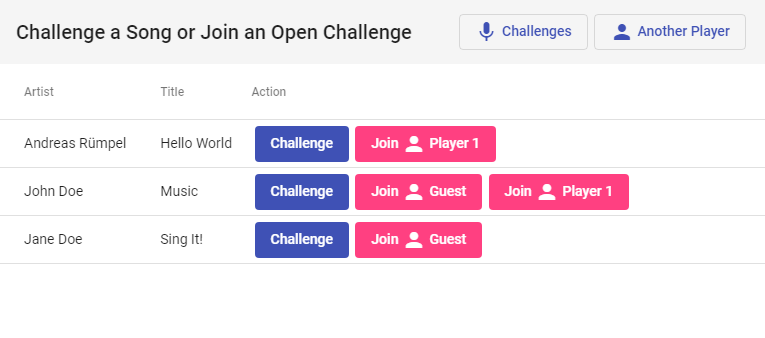 Challenge a Song or Join an Open Challenge Challenges Another Player
Artist Title Action
Andreas Rümpel Hello World Challenge Join Player 1
John Doe Music Challenge Join Guest Join Player 1
Jane Doe Sing It! Challenge Join Guest